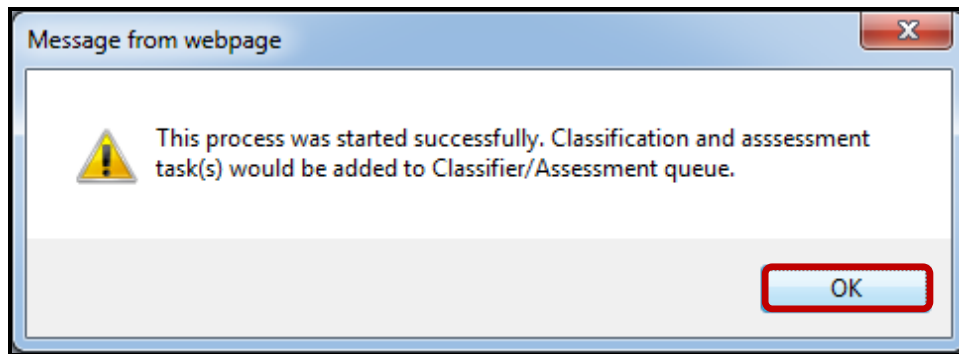 Message from webpage
This process was started successfully. Classification and asssessment
task(s) would be added to Classifier/Assessment queue.
OK